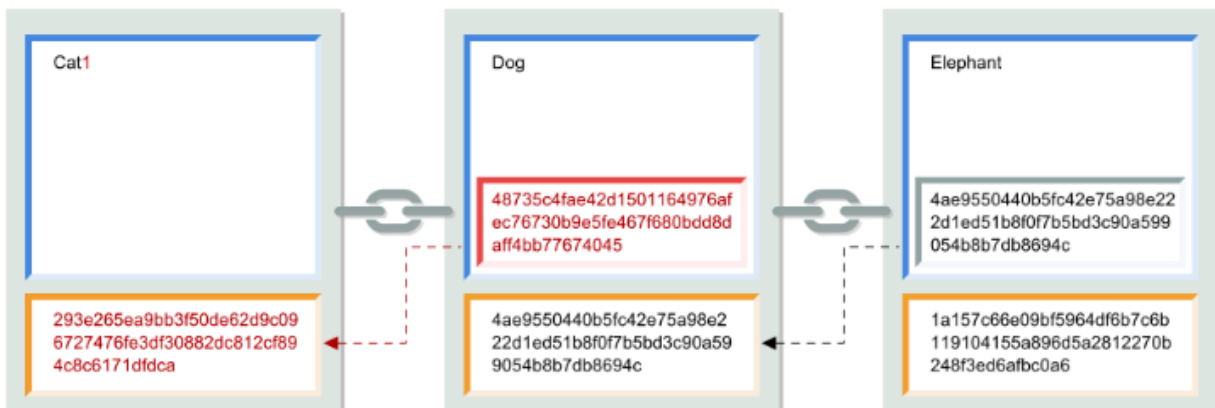 Cat1
293e265ea9bb3f50de62d9c09
6727476fe3df30882dc812cf89
4c8c6171dfdca
Dog
48735c4fae42d1501164976af
ec76730b9e5fe467f680bdd8d
aff4bb77674045
4ae9550440b5fc42e75a98e2
22d1ed51b8f0f7b5bd3c90a59
9054b8b7db8694c
Elephant
4ae9550440b5fc42e75a98e22
2d1ed51b8f0f7b5bd3c90a599
054b8b7db8694c
1a157c66e09bf5964df6b7c6b
119104155a896d5a2812270b
248f3ed6afbc0a6